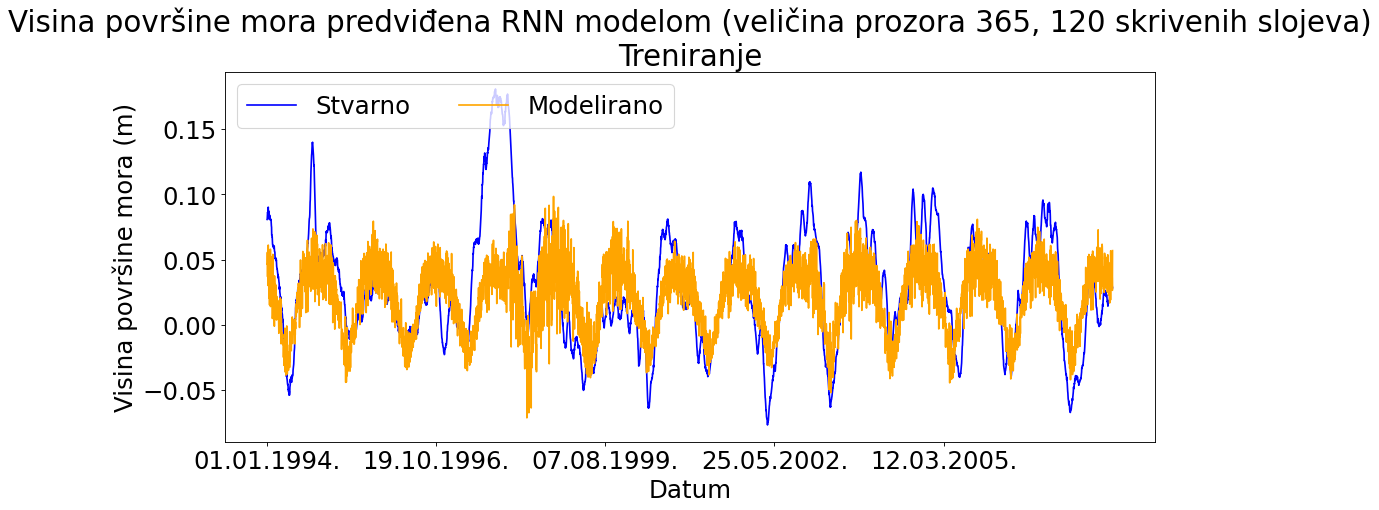 Visina površine mora predviđena RNN modelom (veličina prozora 365, 120 skrivenih slojeva)
Treniranje
Stvarno
Modelirano
Visina površine mora (m)
0.15
0.10
0.05
0.00
−0.05
01.01.1994.
19.10.1996.
07.08.1999.
25.05.2002.
12.03.2005.
Datum